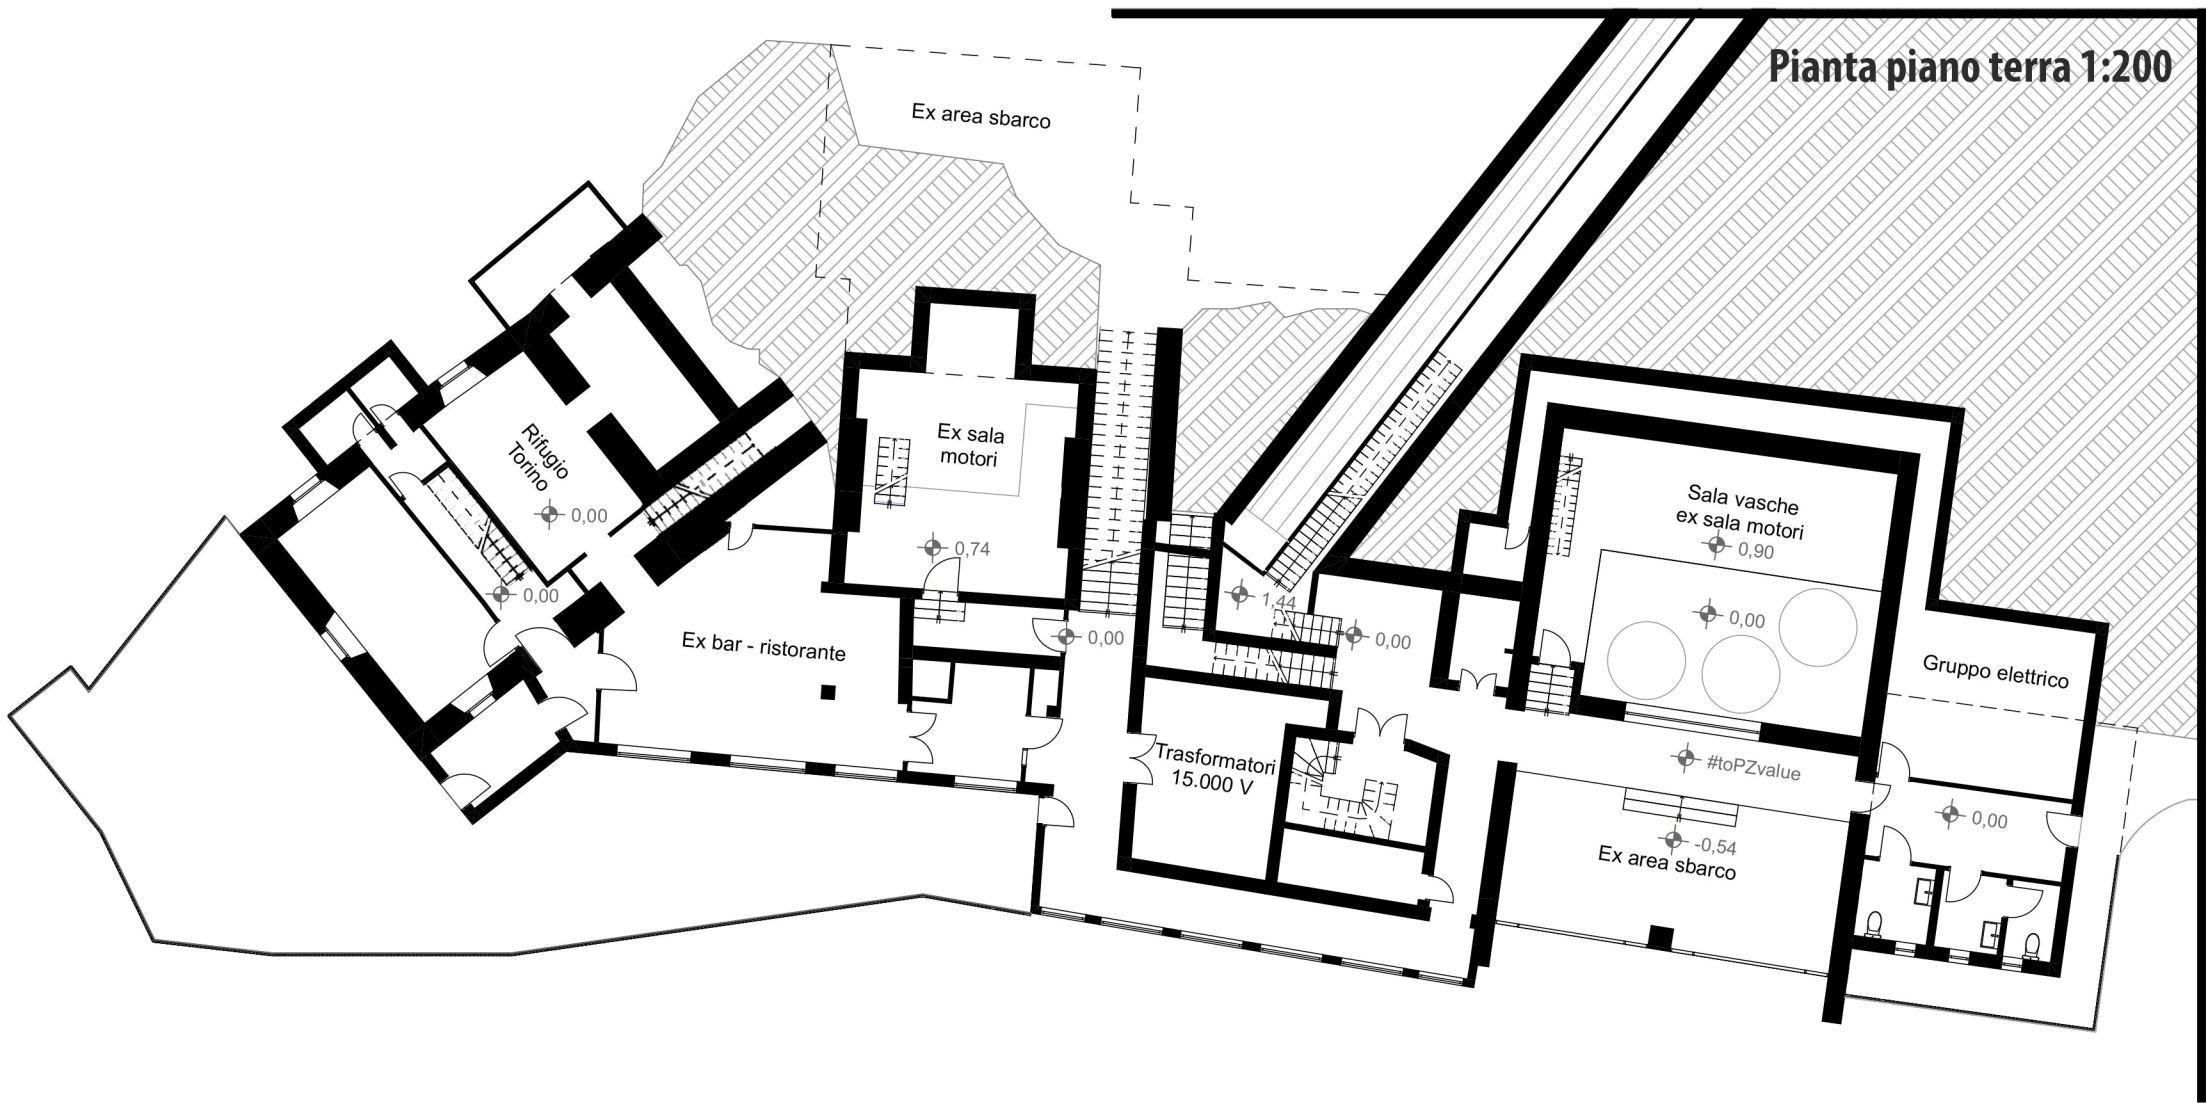 Pianta piano terra 1:200
Ex area sbarco
Rifugio
Torino
0,00
0,00
Ex sala
motori
0,74
Ex bar - ristorante
0,00
1,44
0,00
Trasformatori
15.000 V
Sala vasche
ex sala motori
0,90
0,00
Gruppo elettrico
#toPZvalue
-0,54
Ex area sbarco
0,00